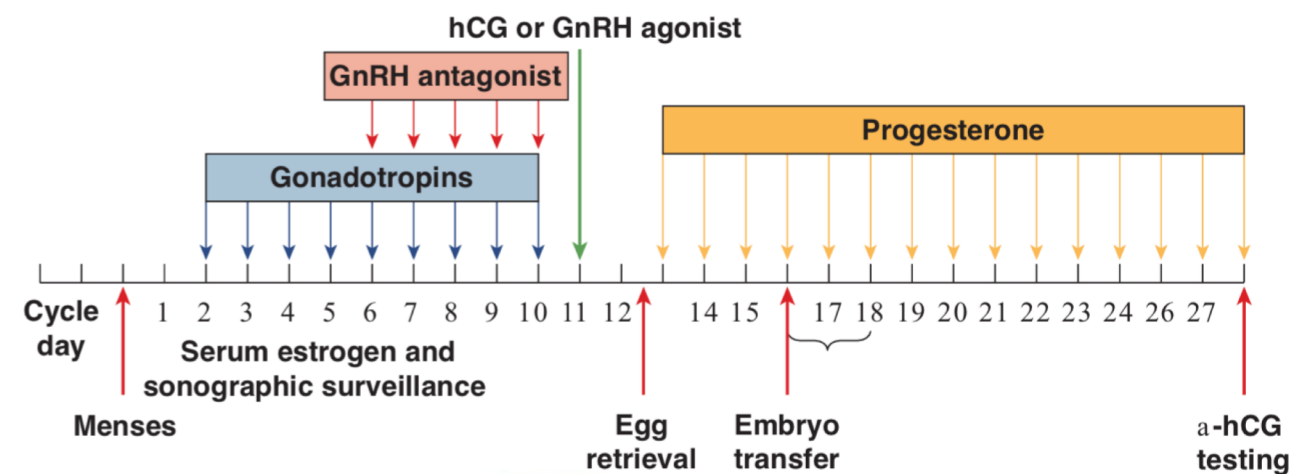 hCG or GnRH agonist
GnRH antagonist
Progesterone
Gonadotropins
Cycle day
1 2 3 4 5 6 7 8 9 10 11 12 14 15 17 18 19 20 21 22 23 24 26 27
Serum estrogen and
sonographic surveillance
Menses
Egg
retrieval
Embryo
transfer
a-hCG
testing